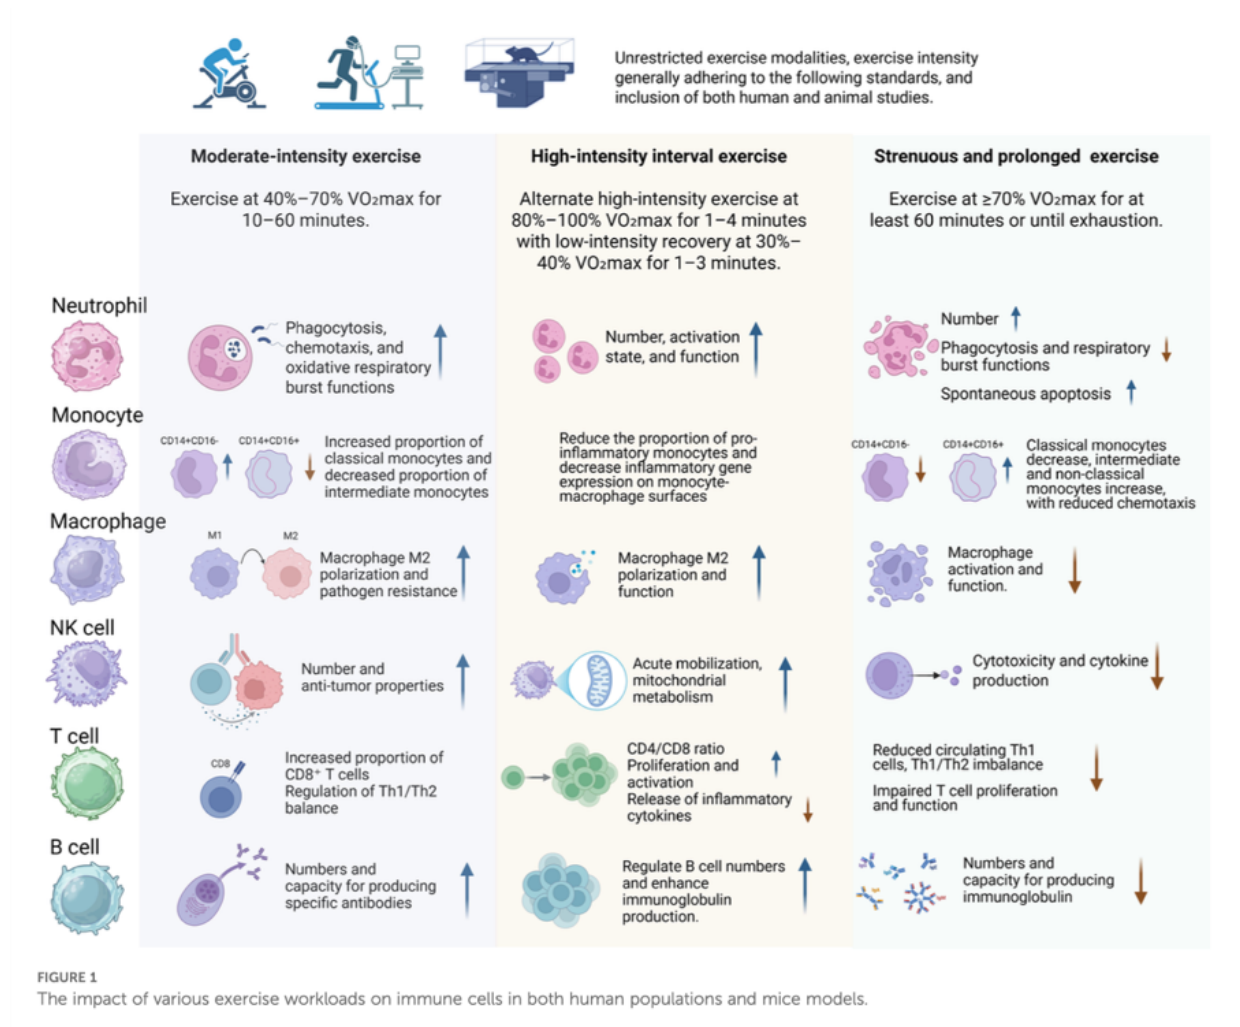 Unrestricted exercise modalities, exercise intensity
generally adhering to the following standards, and
inclusion of both human and animal studies.
Moderate-intensity exercise
Exercise at 40%–70% VO₂max for
10–60 minutes.
High-intensity interval exercise
Alternate high-intensity exercise at
80%–100% VO₂max for 1–4 minutes
with low-intensity recovery at 30%–
40% VO₂max for 1–3 minutes.
Strenuous and prolonged exercise
Exercise at ≥70% VO₂max for at
least 60 minutes or until exhaustion.
Neutrophil
Phagocytosis,
chemotaxis, and
oxidative respiratory
burst functions
Number, activation
state, and function
Number
Phagocytosis and respiratory
burst functions
Spontaneous apoptosis
Monocyte
CD14+CD16-
CD14+CD16+
Increased proportion of
classical monocytes and
decreased proportion of
intermediate monocytes
Reduce the proportion of pro-
inflammatory monocytes and
decrease inflammatory gene
expression on monocyte-
macrophage surfaces
CD14+CD16-
CD14+CD16+
Classical monocytes
decrease, intermediate
and non-classical
monocytes increase,
with reduced chemotaxis
Macrophage
M1
M2
Macrophage M2
polarization and
pathogen resistance
Macrophage M2
polarization and
function
Macrophage
activation and
function.
NK cell
Number and
anti-tumor properties
Acute mobilization,
mitochondrial
metabolism
Cytotoxicity and cytokine
production
T cell
CD8
Increased proportion of
CD8⁺ T cells
Regulation of Th1/Th2
balance
CD4/CD8 ratio
Proliferation and
activation
Release of inflammatory
cytokines
Reduced circulating Th1
cells, Th1/Th2 imbalance
Impaired T cell proliferation
and function
B cell
Numbers and
capacity for producing
specific antibodies
Regulate B cell numbers
and enhance
immunoglobulin
production.
Numbers and
capacity for producing
immunoglobulin
FIGURE 1
The impact of various exercise workloads on immune cells in both human populations and mice models.